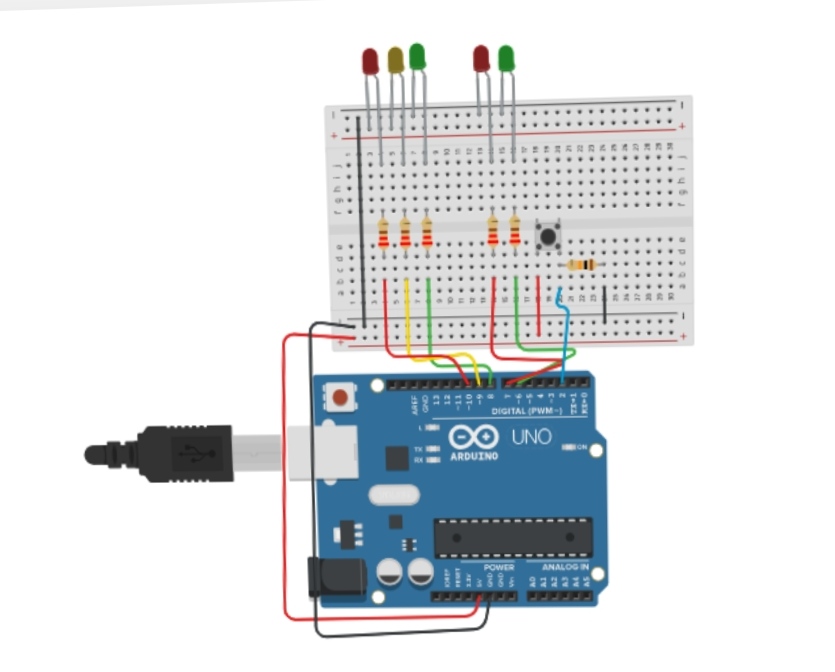 j
i
h
g
f
e
d
c
b
a
AREF
GND
13
12
~11
~10
~9
8
7
~6
~5
4
~3
2
TX→1
RX←0
DIGITAL (PWM~)
L
TX
RX
UNO
ARDUINO
ON
POWER
ANALOG IN
IOREF
RESET
3.3V
5V
GND
GND
Vin
A0
A1
A2
A3
A4
A5